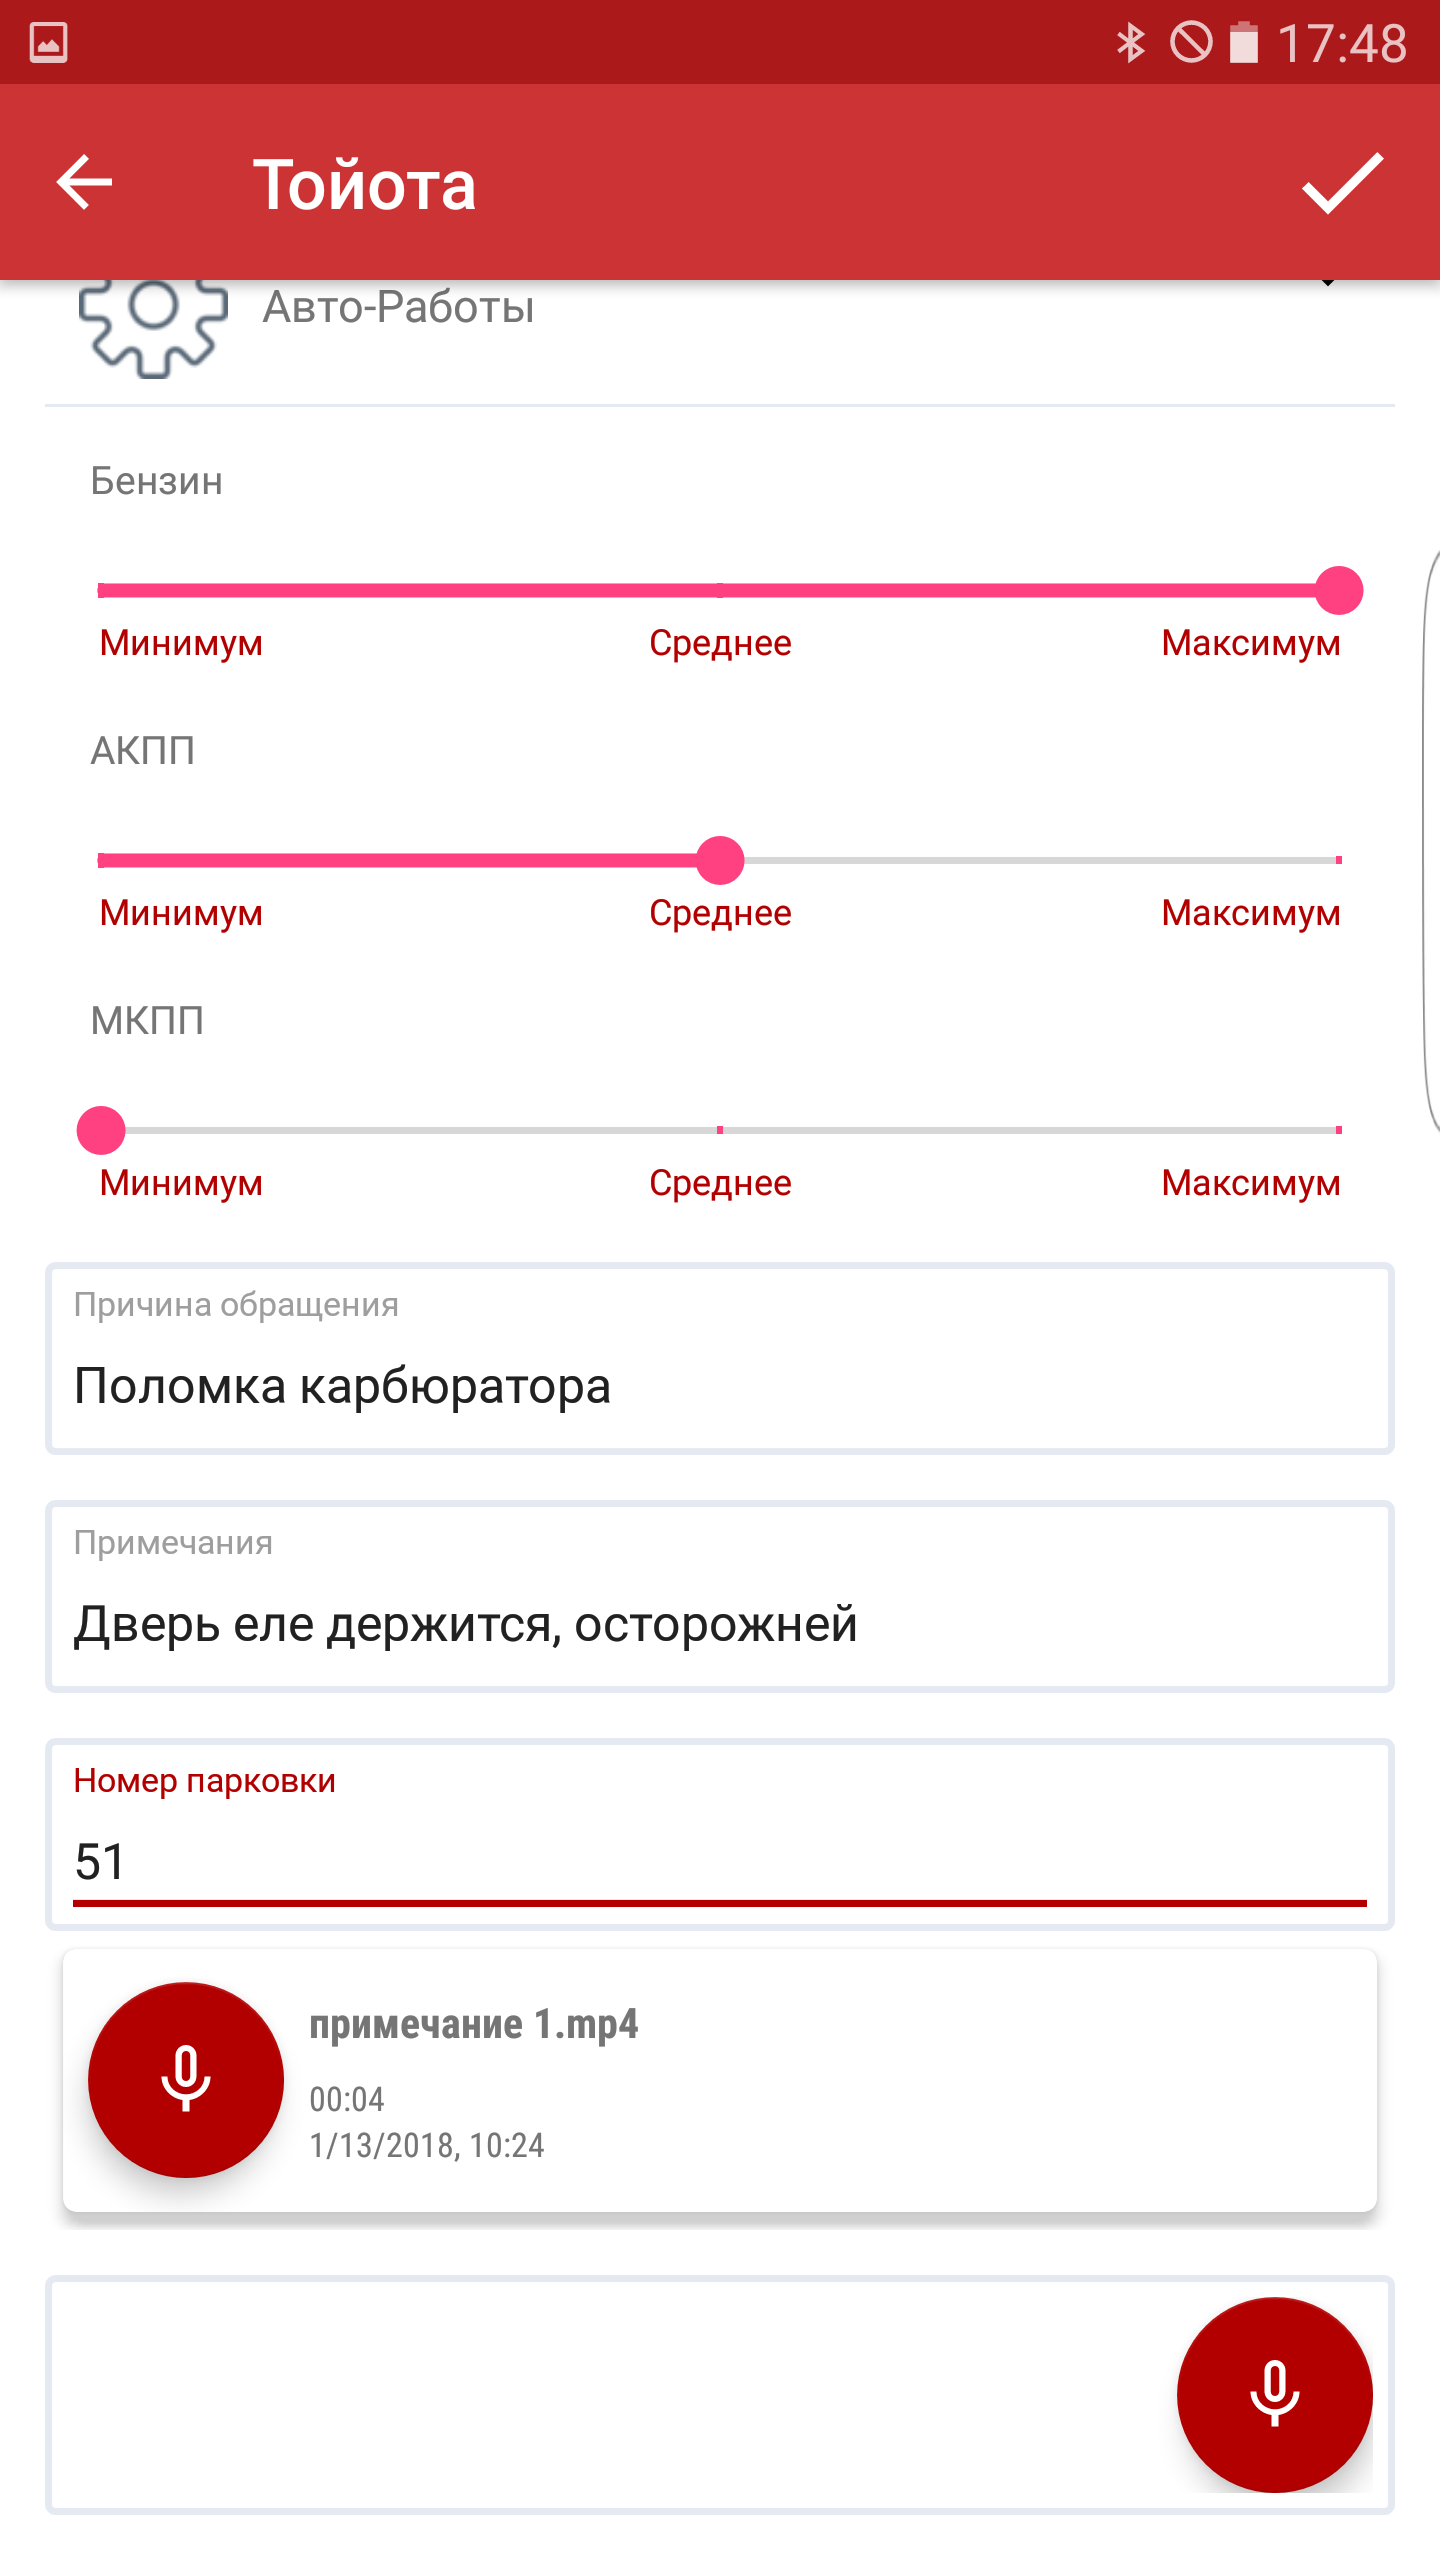 17:48
Тойота
Авто-Работы
Бензин
Минимум Среднее Максимум
АКПП
Минимум Среднее Максимум
МКПП
Минимум Среднее Максимум
Причина обращения
Поломка карбюратора
Примечания
Дверь еле держится, осторожней
Номер парковки
51
примечание 1.mp4
00:04
1/13/2018, 10:24